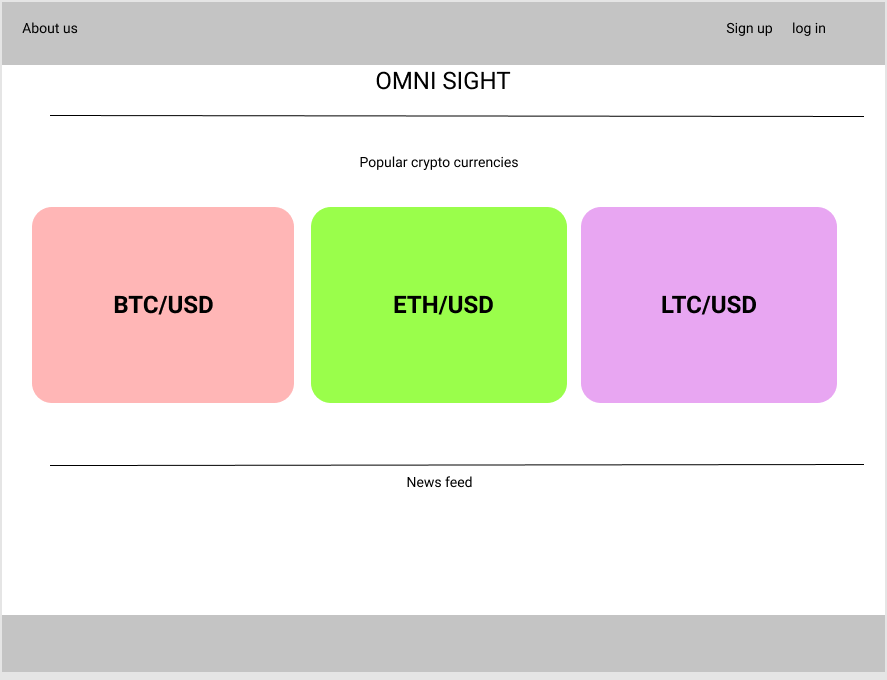 About us
Sign up
log in
OMNI SIGHT
Popular crypto currencies
BTC/USD
ETH/USD
LTC/USD
News feed